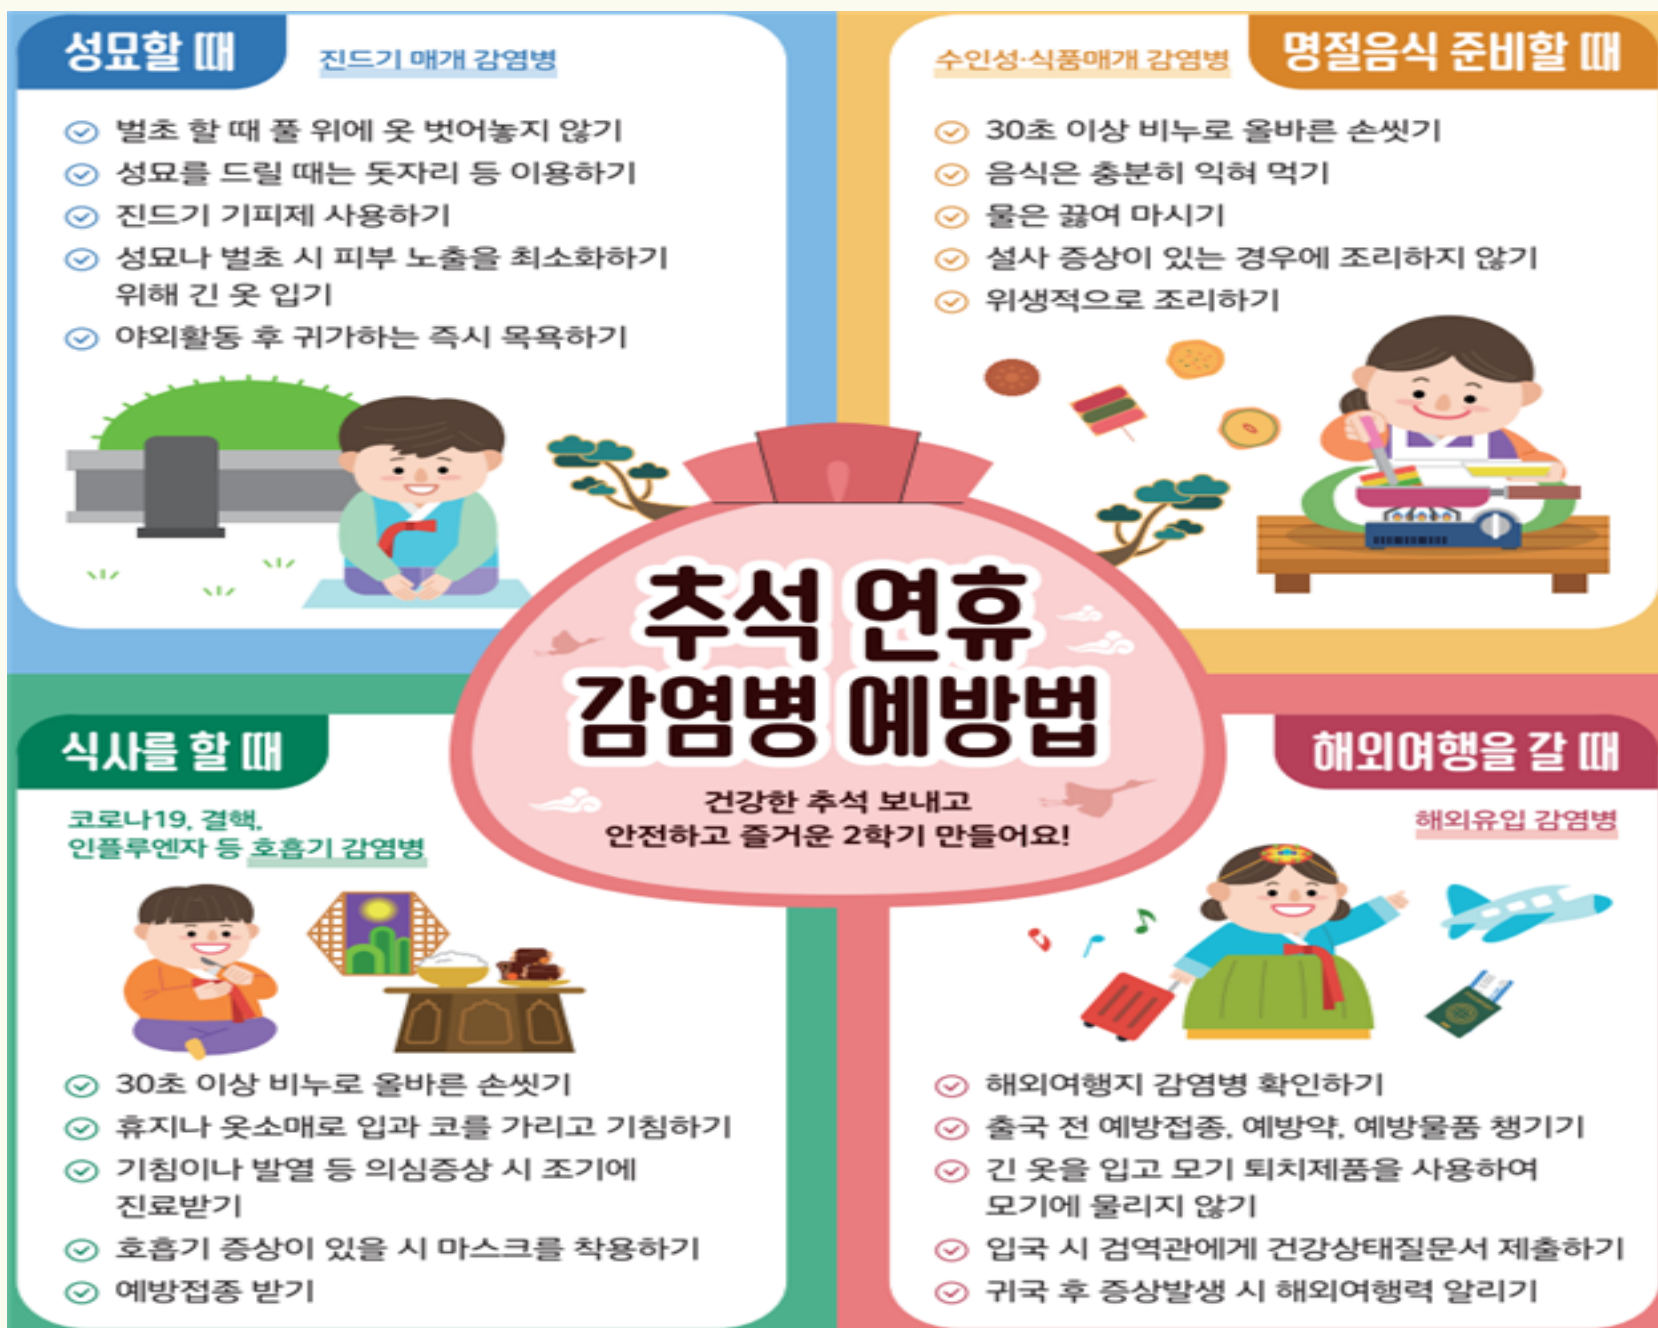 성묘할 때
진드기 매개 감염병
벌초 할 때 풀 위에 옷 벗어놓지 않기
성묘를 드릴 때는 돗자리 등 이용하기
진드기 기피제 사용하기
성묘나 벌초 시 피부 노출을 최소화하기
위해 긴 옷 입기
야외활동 후 귀가하는 즉시 목욕하기
수인성·식품매개 감염병
명절음식 준비할 때
30초 이상 비누로 올바른 손씻기
음식은 충분히 익혀 먹기
물은 끓여 마시기
설사 증상이 있는 경우에 조리하지 않기
위생적으로 조리하기
추석 연휴
감염병 예방법
건강한 추석 보내고
안전하고 즐거운 2학기 만들어요!
식사를 할 때
코로나19, 결핵,
인플루엔자 등 호흡기 감염병
30초 이상 비누로 올바른 손씻기
휴지나 옷소매로 입과 코를 가리고 기침하기
기침이나 발열 등 의심증상 시 조기에
진료받기
호흡기 증상이 있을 시 마스크를 착용하기
예방접종 받기
해외여행을 갈 때
해외유입 감염병
해외여행지 감염병 확인하기
출국 전 예방접종, 예방약, 예방물품 챙기기
긴 옷을 입고 모기 퇴치제품을 사용하여
모기에 물리지 않기
입국 시 검역관에게 건강상태질문서 제출하기
귀국 후 증상발생 시 해외여행력 알리기